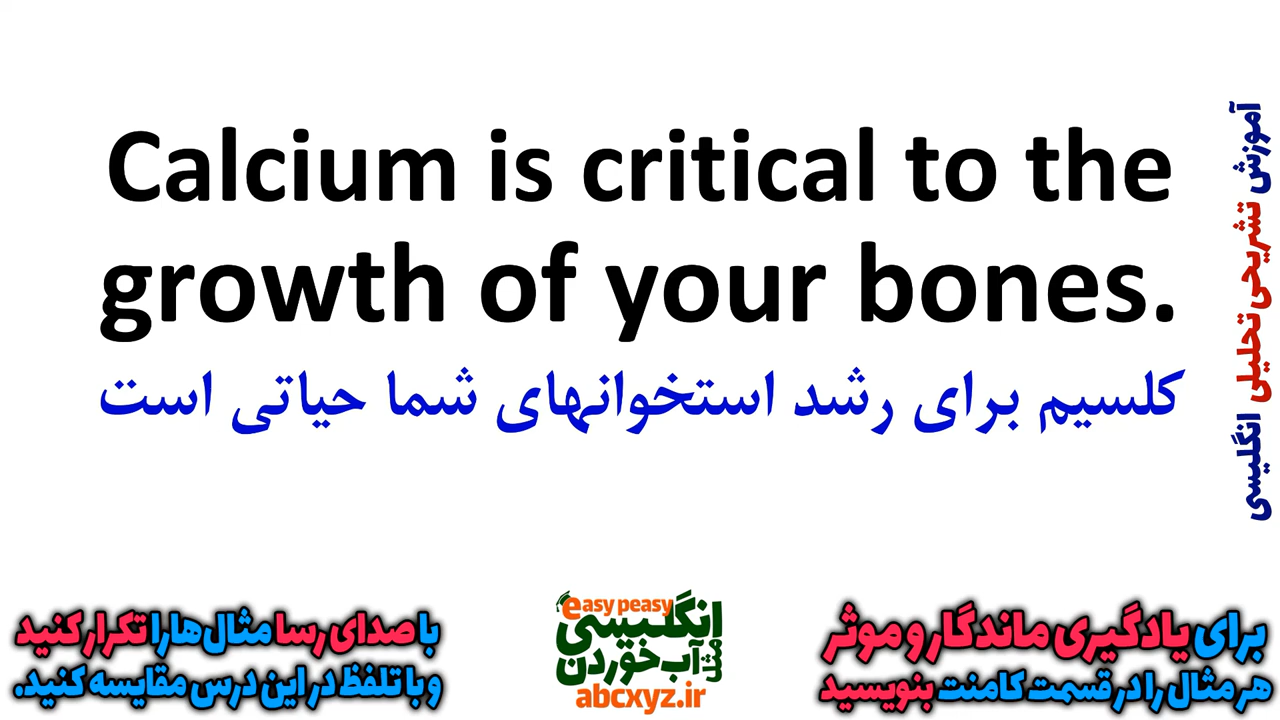 Calcium is critical to the
growth of your bones.
کلسیم برای رشد استخوانهای شما حیاتی است
آموزش تشریحی تحلیلی انگلیسی
برای یادگیری ماندگار و موثر
هر مثال را در قسمت کامنت بنویسید
easy peasy
انگلیسی
مثل
آب خوردن
abcxyz.ir
با صدای رسا مثال‌ها را تکرار کنید
و با تلفظ در این درس مقایسه کنید.